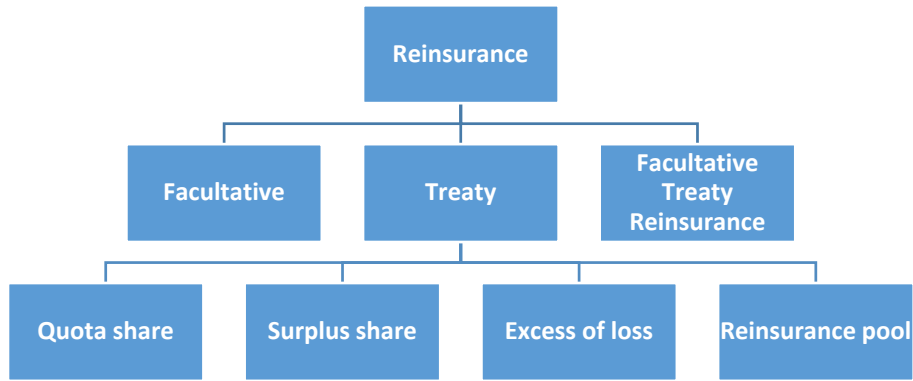 Reinsurance
Facultative
Treaty
Facultative
Treaty
Reinsurance
Quota share
Surplus share
Excess of loss
Reinsurance pool